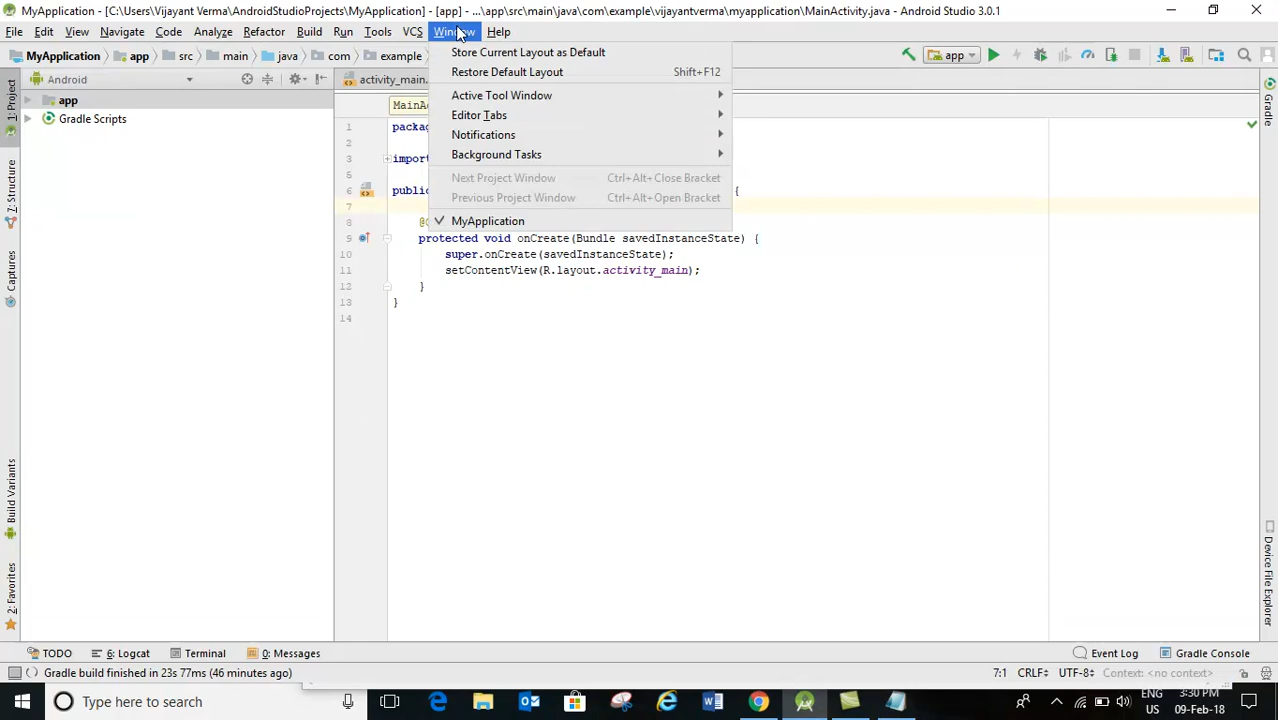 MyApplication - [C:\Users\Vijayant Verma\AndroidStudioProjects\MyApplication] - [app] - ...\app\src\main\java\com\example\vijayantverma\myapplication\MainActivity.java - Android Studio 3.0.1
File Edit View Navigate Code Analyze Refactor Build Run Tools VCS Window Help
MyApplication app src main java com example app
Android activity_main.
Store Current Layout as Default
Restore Default Layout Shift+F12
Active Tool Window
Editor Tabs
Notifications
Background Tasks
Next Project Window Ctrl+Alt+Close Bracket
Previous Project Window Ctrl+Alt+Open Bracket
MyApplication
app
Gradle Scripts
1: Project
7: Structure
Captures
Build Variants
2: Favorites
MainAc
1 packag
2
3 import
6 public {
7
8 @O
9 protected void onCreate(Bundle savedInstanceState) {
10 super.onCreate(savedInstanceState);
11 setContentView(R.layout.activity_main);
12 }
13 }
14
Gradle
Device File Explorer
TODO 6: Logcat Terminal 0: Messages Event Log Gradle Console
Gradle build finished in 23s 77ms (46 minutes ago) 7:1 CRLF UTF-8 Context: <no context>
Type here to search
ENG
US
3:30 PM
09-Feb-18